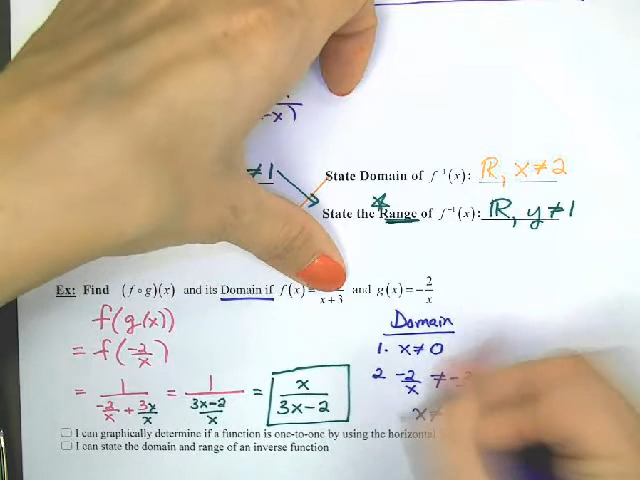 -x)
≠1
State Domain of f⁻¹(x): ℝ, x≠2
State the Range of f⁻¹(x): ℝ, y≠1
Ex: Find (f∘g)(x) and its Domain if f(x)= /(x+3) and g(x)=-2/x
f(g(x))
= f(-2/x)
= 1/(-2/x + 3x/x) = 1/((3x-2)/x) = x/(3x-2)
Domain
1. x≠0
2 -2/x ≠ -3
x≠
I can graphically determine if a function is one-to-one by using the horizontal
I can state the domain and range of an inverse function